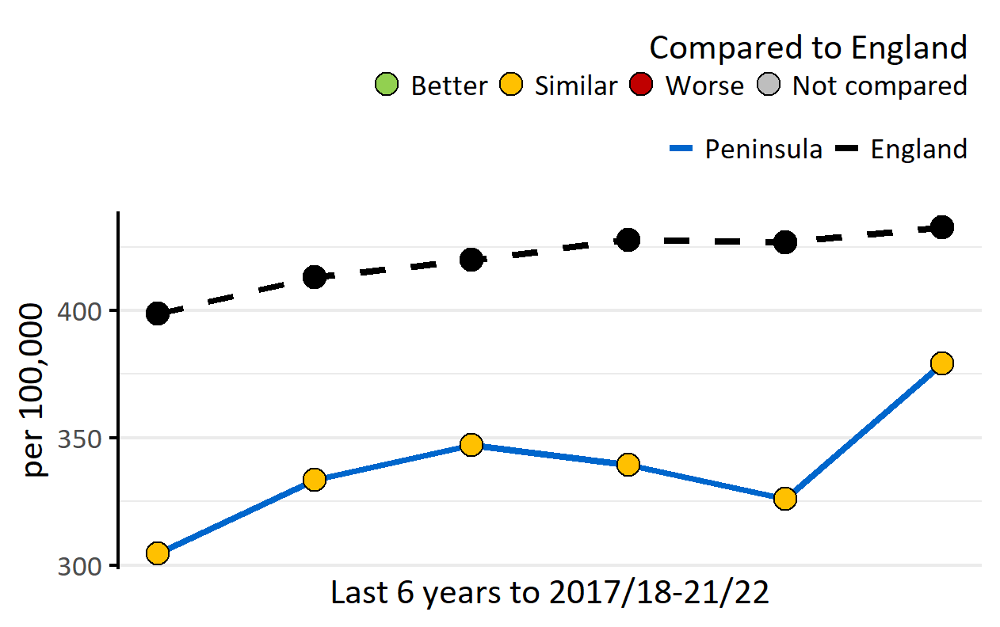 Compared to England
Better Similar Worse Not compared
Peninsula England
400
350
300
per 100,000
Last 6 years to 2017/18-21/22